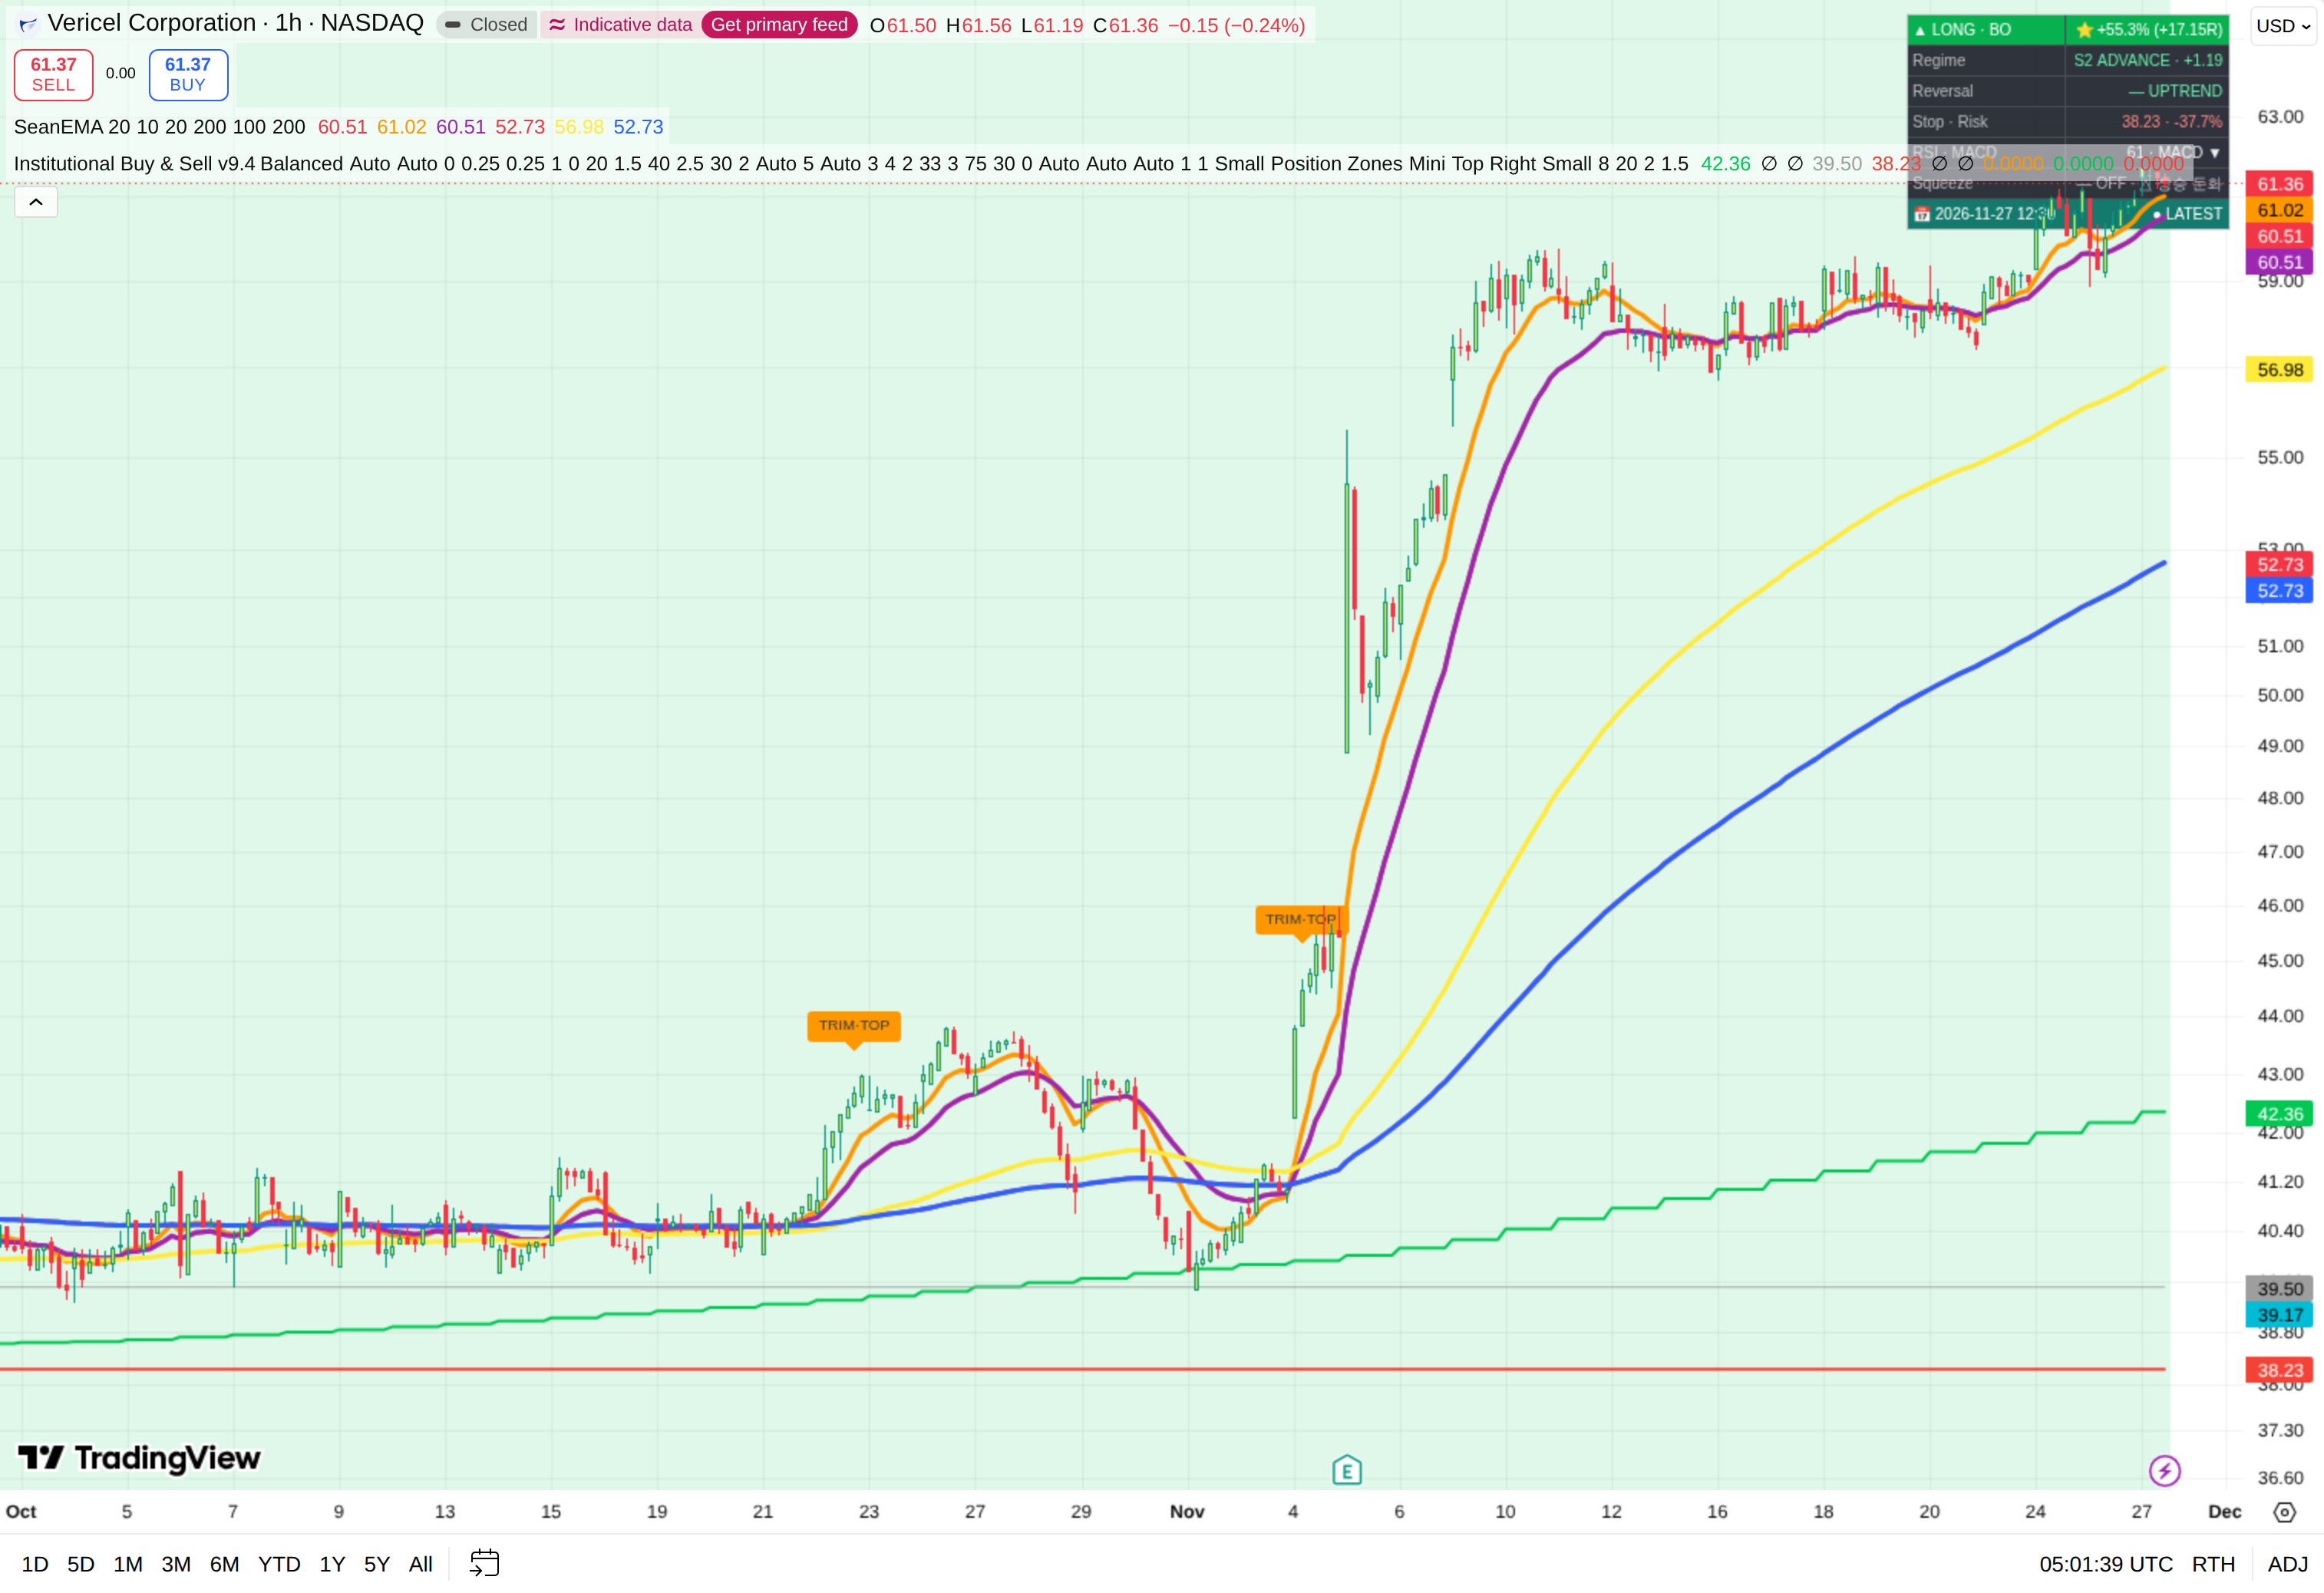 Vericel Corporation · 1h · NASDAQ Closed Indicative data Get primary feed O61.50 H61.56 L61.19 C61.36 −0.15 (−0.24%)
61.37 SELL 0.00 61.37 BUY
SeanEMA 20 10 20 200 100 200 60.51 61.02 60.51 52.73 56.98 52.73
Institutional Buy & Sell v9.4 Balanced Auto Auto 0 0.25 0.25 1 0 20 1.5 40 2.5 30 2 Auto 5 Auto 3 4 2 33 3 75 30 0 Auto Auto Auto 1 1 Small Position Zones Mini Top Right Small 8 20 2 1.5 42.36 ∅ ∅ 39.50 38.23 ∅ ∅ 0.0000 0.0000 0.0000
▲ LONG · BO ⭐ +55.3% (+17.15R)
Regime S2 ADVANCE · +1.19
Reversal — UPTREND
Stop · Risk 38.23 · -37.7%
RSI · MACD 61 · MACD ▼
Squeeze — OFF ·
2026-11-27 12:30 ● LATEST
USD
63.00
61.36
61.02
60.51
60.51
59.00
56.98
55.00
53.00
52.73
52.73
51.00
50.00
49.00
48.00
47.00
46.00
45.00
44.00
43.00
42.36
42.00
41.20
40.40
39.50
39.17
38.80
38.23
38.00
37.30
36.60
TRIM·TOP
TRIM·TOP
TradingView
E
Oct 5 7 9 13 15 19 21 23 27 29 Nov 4 6 10 12 16 18 20 24 27 Dec
1D 5D 1M 3M 6M YTD 1Y 5Y All 05:01:39 UTC RTH ADJ